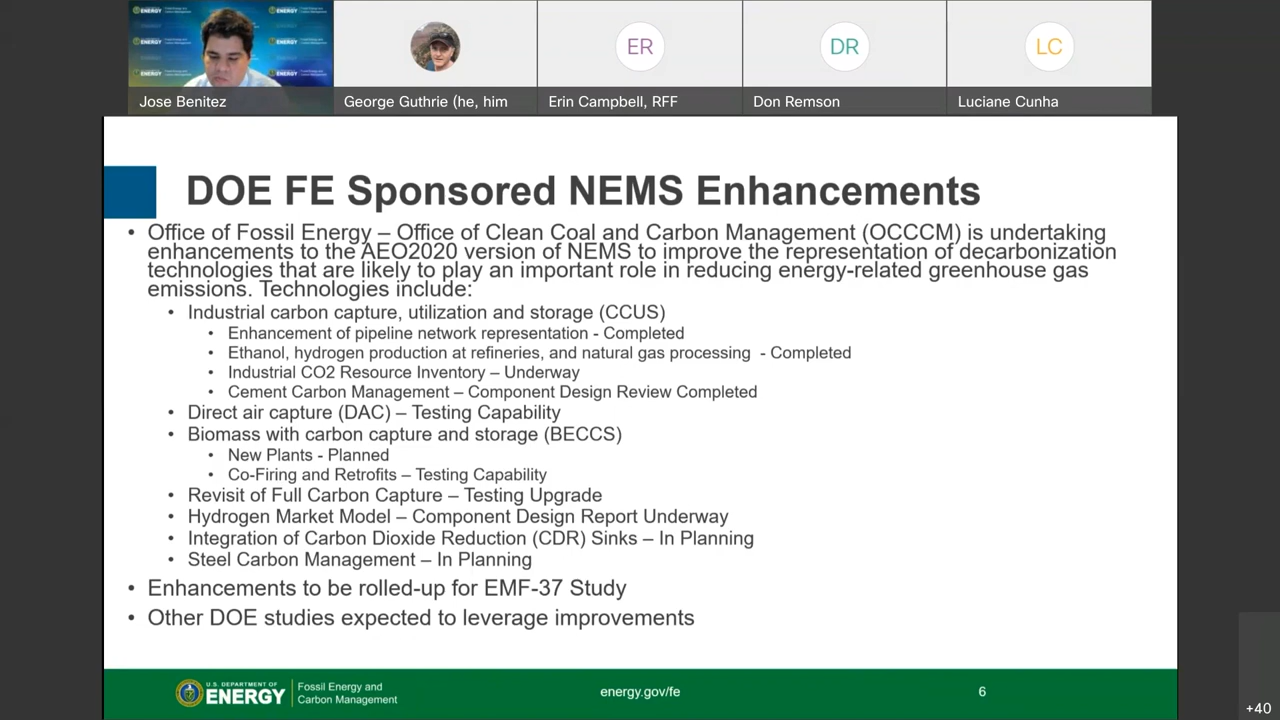 ENERGY
ENERGY
ENERGY
ENERGY
ENERGY
Jose Benitez
George Guthrie (he, him
ER
Erin Campbell, RFF
DR
Don Remson
LC
Luciane Cunha
DOE FE Sponsored NEMS Enhancements
• Office of Fossil Energy – Office of Clean Coal and Carbon Management (OCCCM) is undertaking
enhancements to the AEO2020 version of NEMS to improve the representation of decarbonization
technologies that are likely to play an important role in reducing energy-related greenhouse gas
emissions. Technologies include:
• Industrial carbon capture, utilization and storage (CCUS)
• Enhancement of pipeline network representation - Completed
• Ethanol, hydrogen production at refineries, and natural gas processing - Completed
• Industrial CO2 Resource Inventory – Underway
• Cement Carbon Management – Component Design Review Completed
• Direct air capture (DAC) – Testing Capability
• Biomass with carbon capture and storage (BECCS)
• New Plants - Planned
• Co-Firing and Retrofits – Testing Capability
• Revisit of Full Carbon Capture – Testing Upgrade
• Hydrogen Market Model – Component Design Report Underway
• Integration of Carbon Dioxide Reduction (CDR) Sinks – In Planning
• Steel Carbon Management – In Planning
• Enhancements to be rolled-up for EMF-37 Study
• Other DOE studies expected to leverage improvements
U.S. DEPARTMENT OF
ENERGY
Fossil Energy and
Carbon Management
energy.gov/fe
6
+40